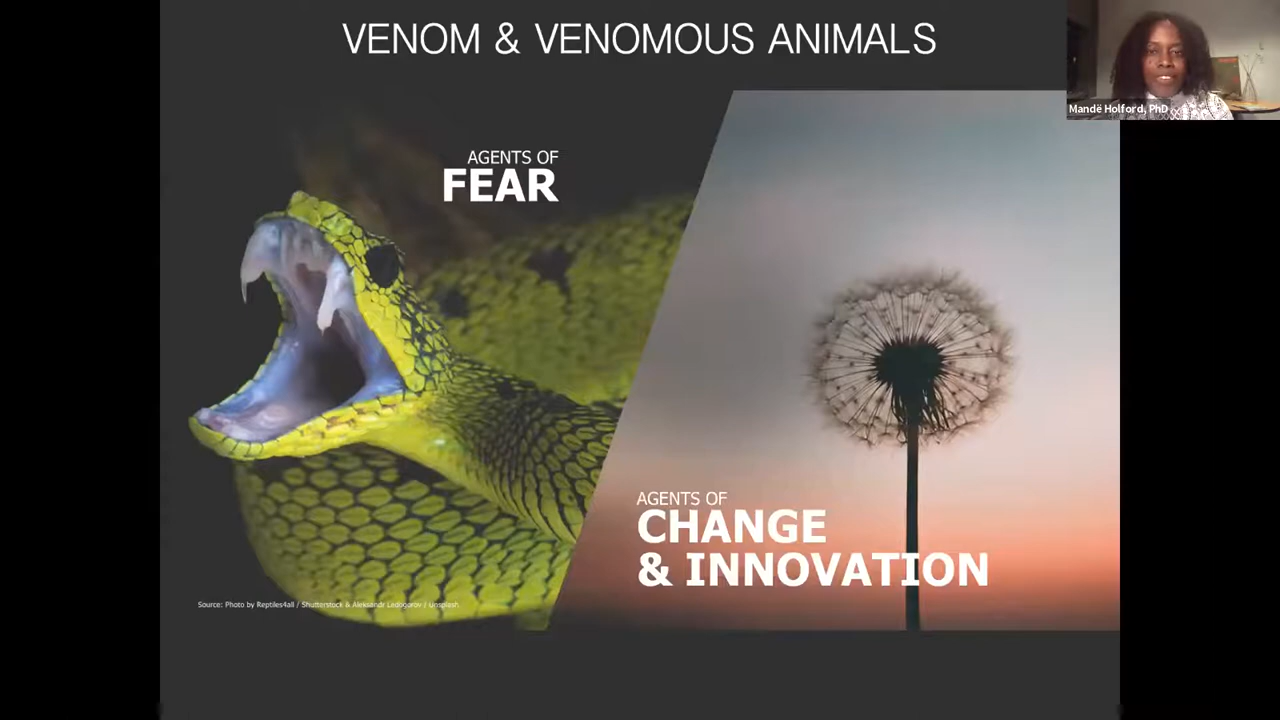 VENOM & VENOMOUS ANIMALS
Mandë Holford, PhD
AGENTS OF
FEAR
AGENTS OF
CHANGE
& INNOVATION
Source: Photo by Reptiles4all / Shutterstock & Aleksandr Ledogorov / Unsplash